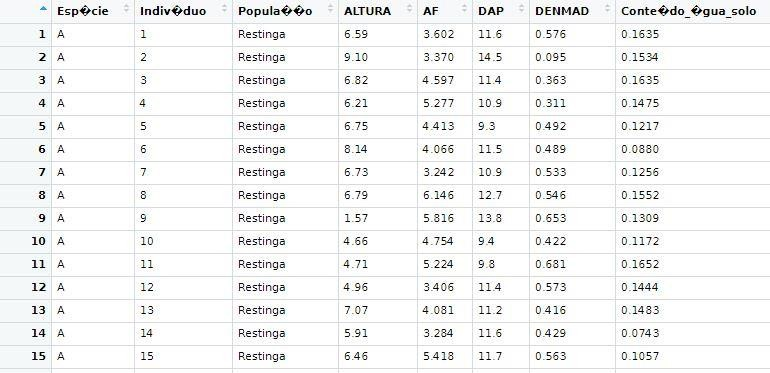 Esp�cie Indiv�duo Popula��o ALTURA AF DAP DENMAD Conte�do_�gua_solo
1 A 1 Restinga 6.59 3.602 11.6 0.576 0.1635
2 A 2 Restinga 9.10 3.370 14.5 0.095 0.1534
3 A 3 Restinga 6.82 4.597 11.4 0.363 0.1635
4 A 4 Restinga 6.21 5.277 10.9 0.311 0.1475
5 A 5 Restinga 6.75 4.413 9.3 0.492 0.1217
6 A 6 Restinga 8.14 4.066 11.5 0.489 0.0880
7 A 7 Restinga 6.73 3.242 10.9 0.533 0.1256
8 A 8 Restinga 6.79 6.146 12.7 0.546 0.1552
9 A 9 Restinga 1.57 5.816 13.8 0.653 0.1309
10 A 10 Restinga 4.66 4.754 9.4 0.422 0.1172
11 A 11 Restinga 4.71 5.224 9.8 0.681 0.1652
12 A 12 Restinga 4.96 3.406 11.4 0.573 0.1444
13 A 13 Restinga 7.07 4.081 11.2 0.416 0.1483
14 A 14 Restinga 5.91 3.284 11.6 0.429 0.0743
15 A 15 Restinga 6.46 5.418 11.7 0.563 0.1057